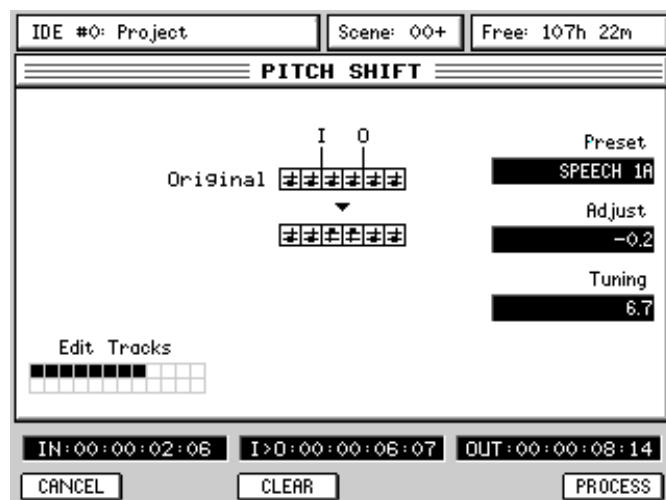 IDE #0: Project
Scene: 00+
Free: 107h 22m
PITCH SHIFT
I O
Original
Preset
SPEECH 1A
Adjust
-0.2
Tuning
6.7
Edit Tracks
IN:00:00:02:06
I>O:00:00:06:07
OUT:00:00:08:14
CANCEL
CLEAR
PROCESS